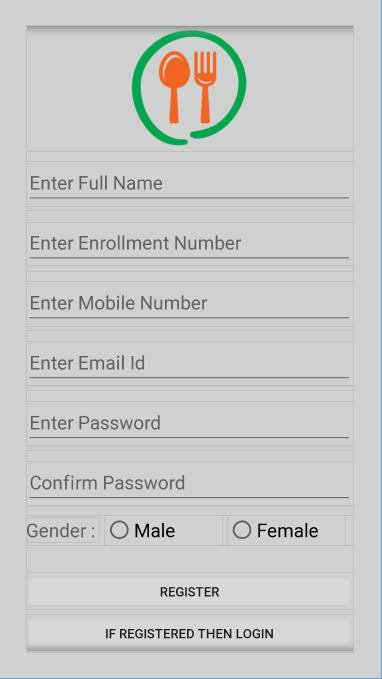 Enter Full Name
Enter Enrollment Number
Enter Mobile Number
Enter Email Id
Enter Password
Confirm Password
Gender : Male Female
REGISTER
IF REGISTERED THEN LOGIN